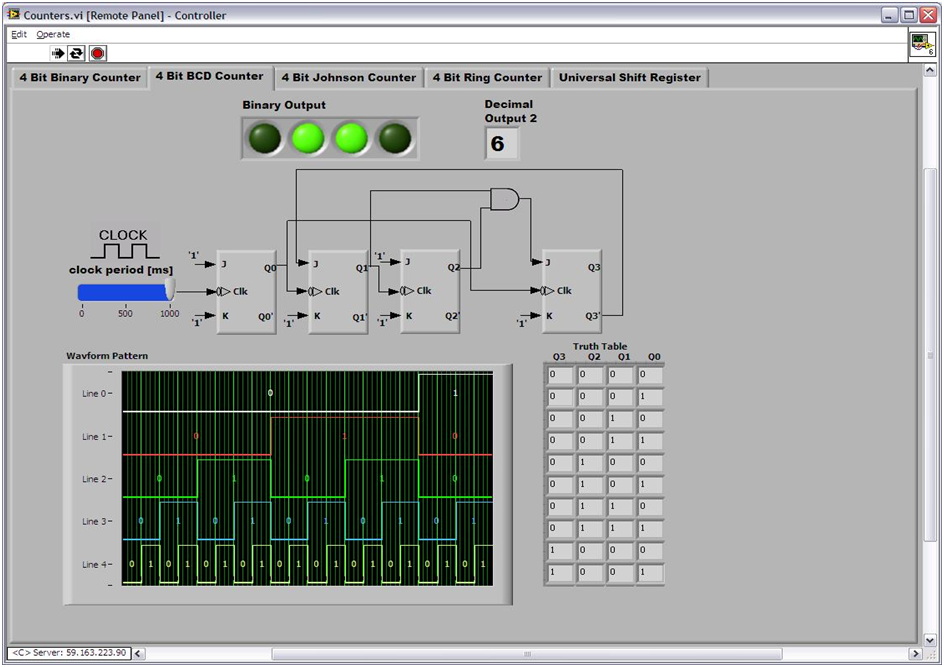 Counters.vi [Remote Panel] - Controller
Edit Operate
6
4 Bit Binary Counter 4 Bit BCD Counter 4 Bit Johnson Counter 4 Bit Ring Counter Universal Shift Register
Binary Output
Decimal
Output 2
6
CLOCK
clock period [ms]
0 500 1000
'1' J Q0
Clk
'1' K Q0'
J Q1
Clk
'1' K Q1'
'1' J Q2
Clk
'1' K Q2'
J Q3
Clk
'1' K Q3'
Wavform Pattern
Line 0 0 1
Line 1 0 1 0
Line 2 0 1 0 1 0
Line 3 0 1 0 1 0 1 0 1 0 1
Line 4 0 1 0 1 0 1 0 1 0 1 0 1 0 1 0 1 0 1 0 1
Truth Table
Q3 Q2 Q1 Q0
0 0 0 0
0 0 0 1
0 0 1 0
0 0 1 1
0 1 0 0
0 1 0 1
0 1 1 0
0 1 1 1
1 0 0 0
1 0 0 1
<C> Server: 59.163.223.90